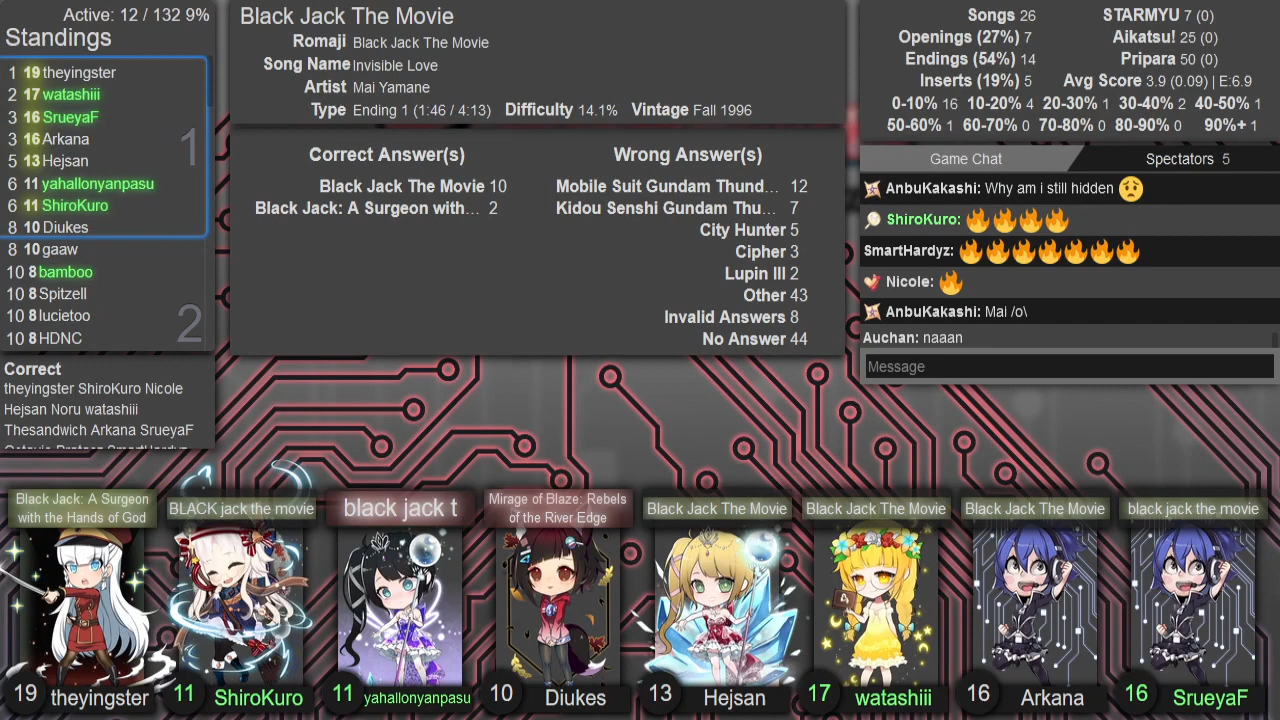 Active: 12 / 132 9%
Standings
1 19 theyingster
2 17 watashiii
3 16 SrueyaF
3 16 Arkana
5 13 Hejsan
6 11 yahallonyanpasu
6 11 ShiroKuro
8 10 Diukes
1
8 10 gaaw
10 8 bamboo
10 8 Spitzell
10 8 lucietoo
10 8 HDNC
2
Correct
theyingster ShiroKuro Nicole
Hejsan Noru watashiii
Thesandwich Arkana SrueyaF
Black Jack The Movie
Romaji Black Jack The Movie
Song Name Invisible Love
Artist Mai Yamane
Type Ending 1 (1:46 / 4:13) Difficulty 14.1% Vintage Fall 1996
Correct Answer(s)
Black Jack The Movie 10
Black Jack: A Surgeon with... 2
Wrong Answer(s)
Mobile Suit Gundam Thund... 12
Kidou Senshi Gundam Thu... 7
City Hunter 5
Cipher 3
Lupin III 2
Other 43
Invalid Answers 8
No Answer 44
Songs 26 STARMYU 7 (0)
Openings (27%) 7 Aikatsu! 25 (0)
Endings (54%) 14 Pripara 50 (0)
Inserts (19%) 5 Avg Score 3.9 (0.09) | E:6.9
0-10% 16 10-20% 4 20-30% 1 30-40% 2 40-50% 1
50-60% 1 60-70% 0 70-80% 0 80-90% 0 90%+ 1
Game Chat Spectators 5
AnbuKakashi: Why am i still hidden 😟
ShiroKuro: 🔥🔥🔥🔥
SmartHardyz: 🔥🔥🔥🔥🔥🔥🔥
Nicole: 🔥
AnbuKakashi: Mai /o\
Auchan: naaan
Message
Black Jack: A Surgeon
with the Hands of God
BLACK jack the movie
black jack t
Mirage of Blaze: Rebels
of the River Edge
Black Jack The Movie
Black Jack The Movie
Black Jack The Movie
black jack the movie
19 theyingster
11 ShiroKuro
11 yahallonyanpasu
10 Diukes
13 Hejsan
17 watashiii
16 Arkana
16 SrueyaF